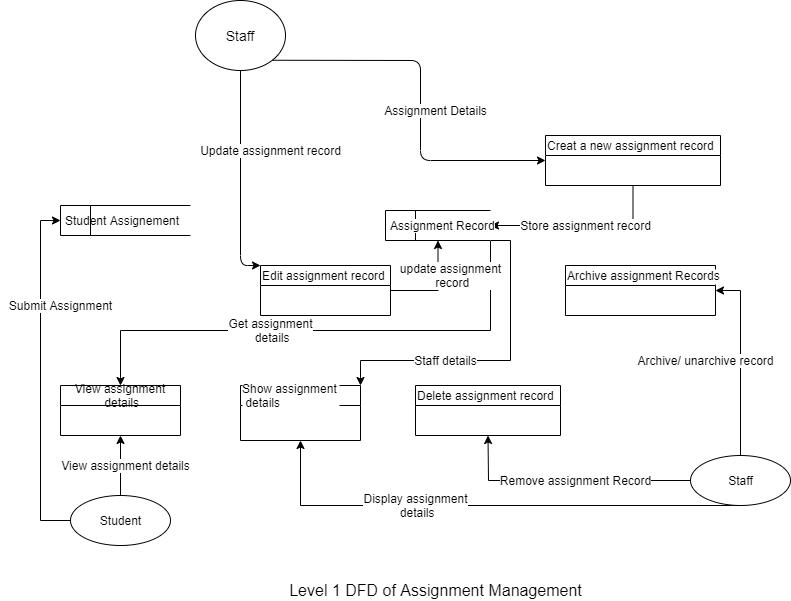 Staff
Assignment Details
Update assignment record
Creat a new assignment record
Student Assignement
Assignment Record
Store assignment record
Edit assignment record
update assignment
record
Archive assignment Records
Submit Assignment
Get assignment
details
Staff details
Archive/ unarchive record
View assignment
details
Show assignment
details
Delete assignment record
View assignment details
Remove assignment Record
Staff
Display assignment
details
Student
Level 1 DFD of Assignment Management